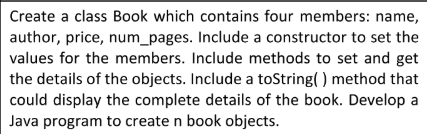 Create a class Book which contains four members: name,
author, price, num_pages. Include a constructor to set the
values for the members. Include methods to set and get
the details of the objects. Include a toString( ) method that
could display the complete details of the book. Develop a
Java program to create n book objects.